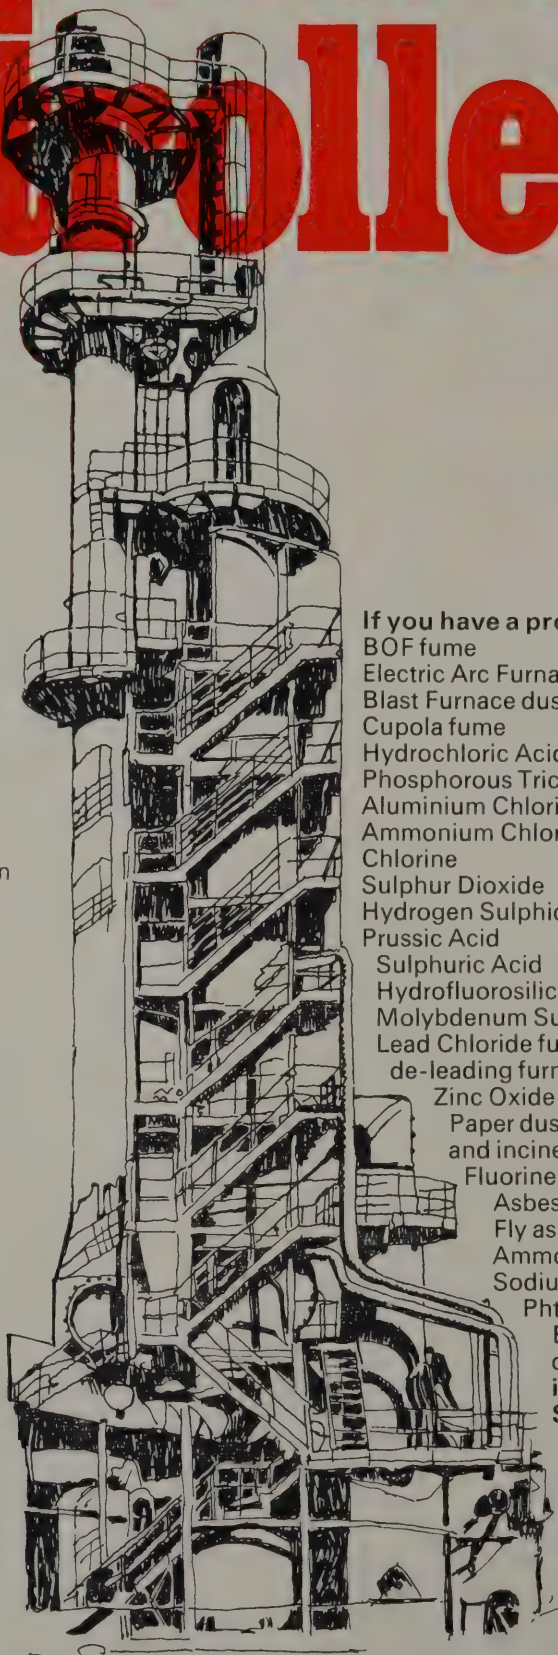 rolle
If you have a pro
BOF fume
Electric Arc Furna
Blast Furnace dus
Cupola fume
Hydrochloric Acid
Phosphorous Tric
Aluminium Chlori
Ammonium Chlor
Chlorine
n
Sulphur Dioxide
Hydrogen Sulphid
Prussic Acid
Sulphuric Acid
Hydrofluorosilic
Molybdenum Su
Lead Chloride fu
de-leading furn
Zinc Oxide
Paper dus
and incine
Fluorine
Asbes
Fly as
Ammo
Sodiu
Pht